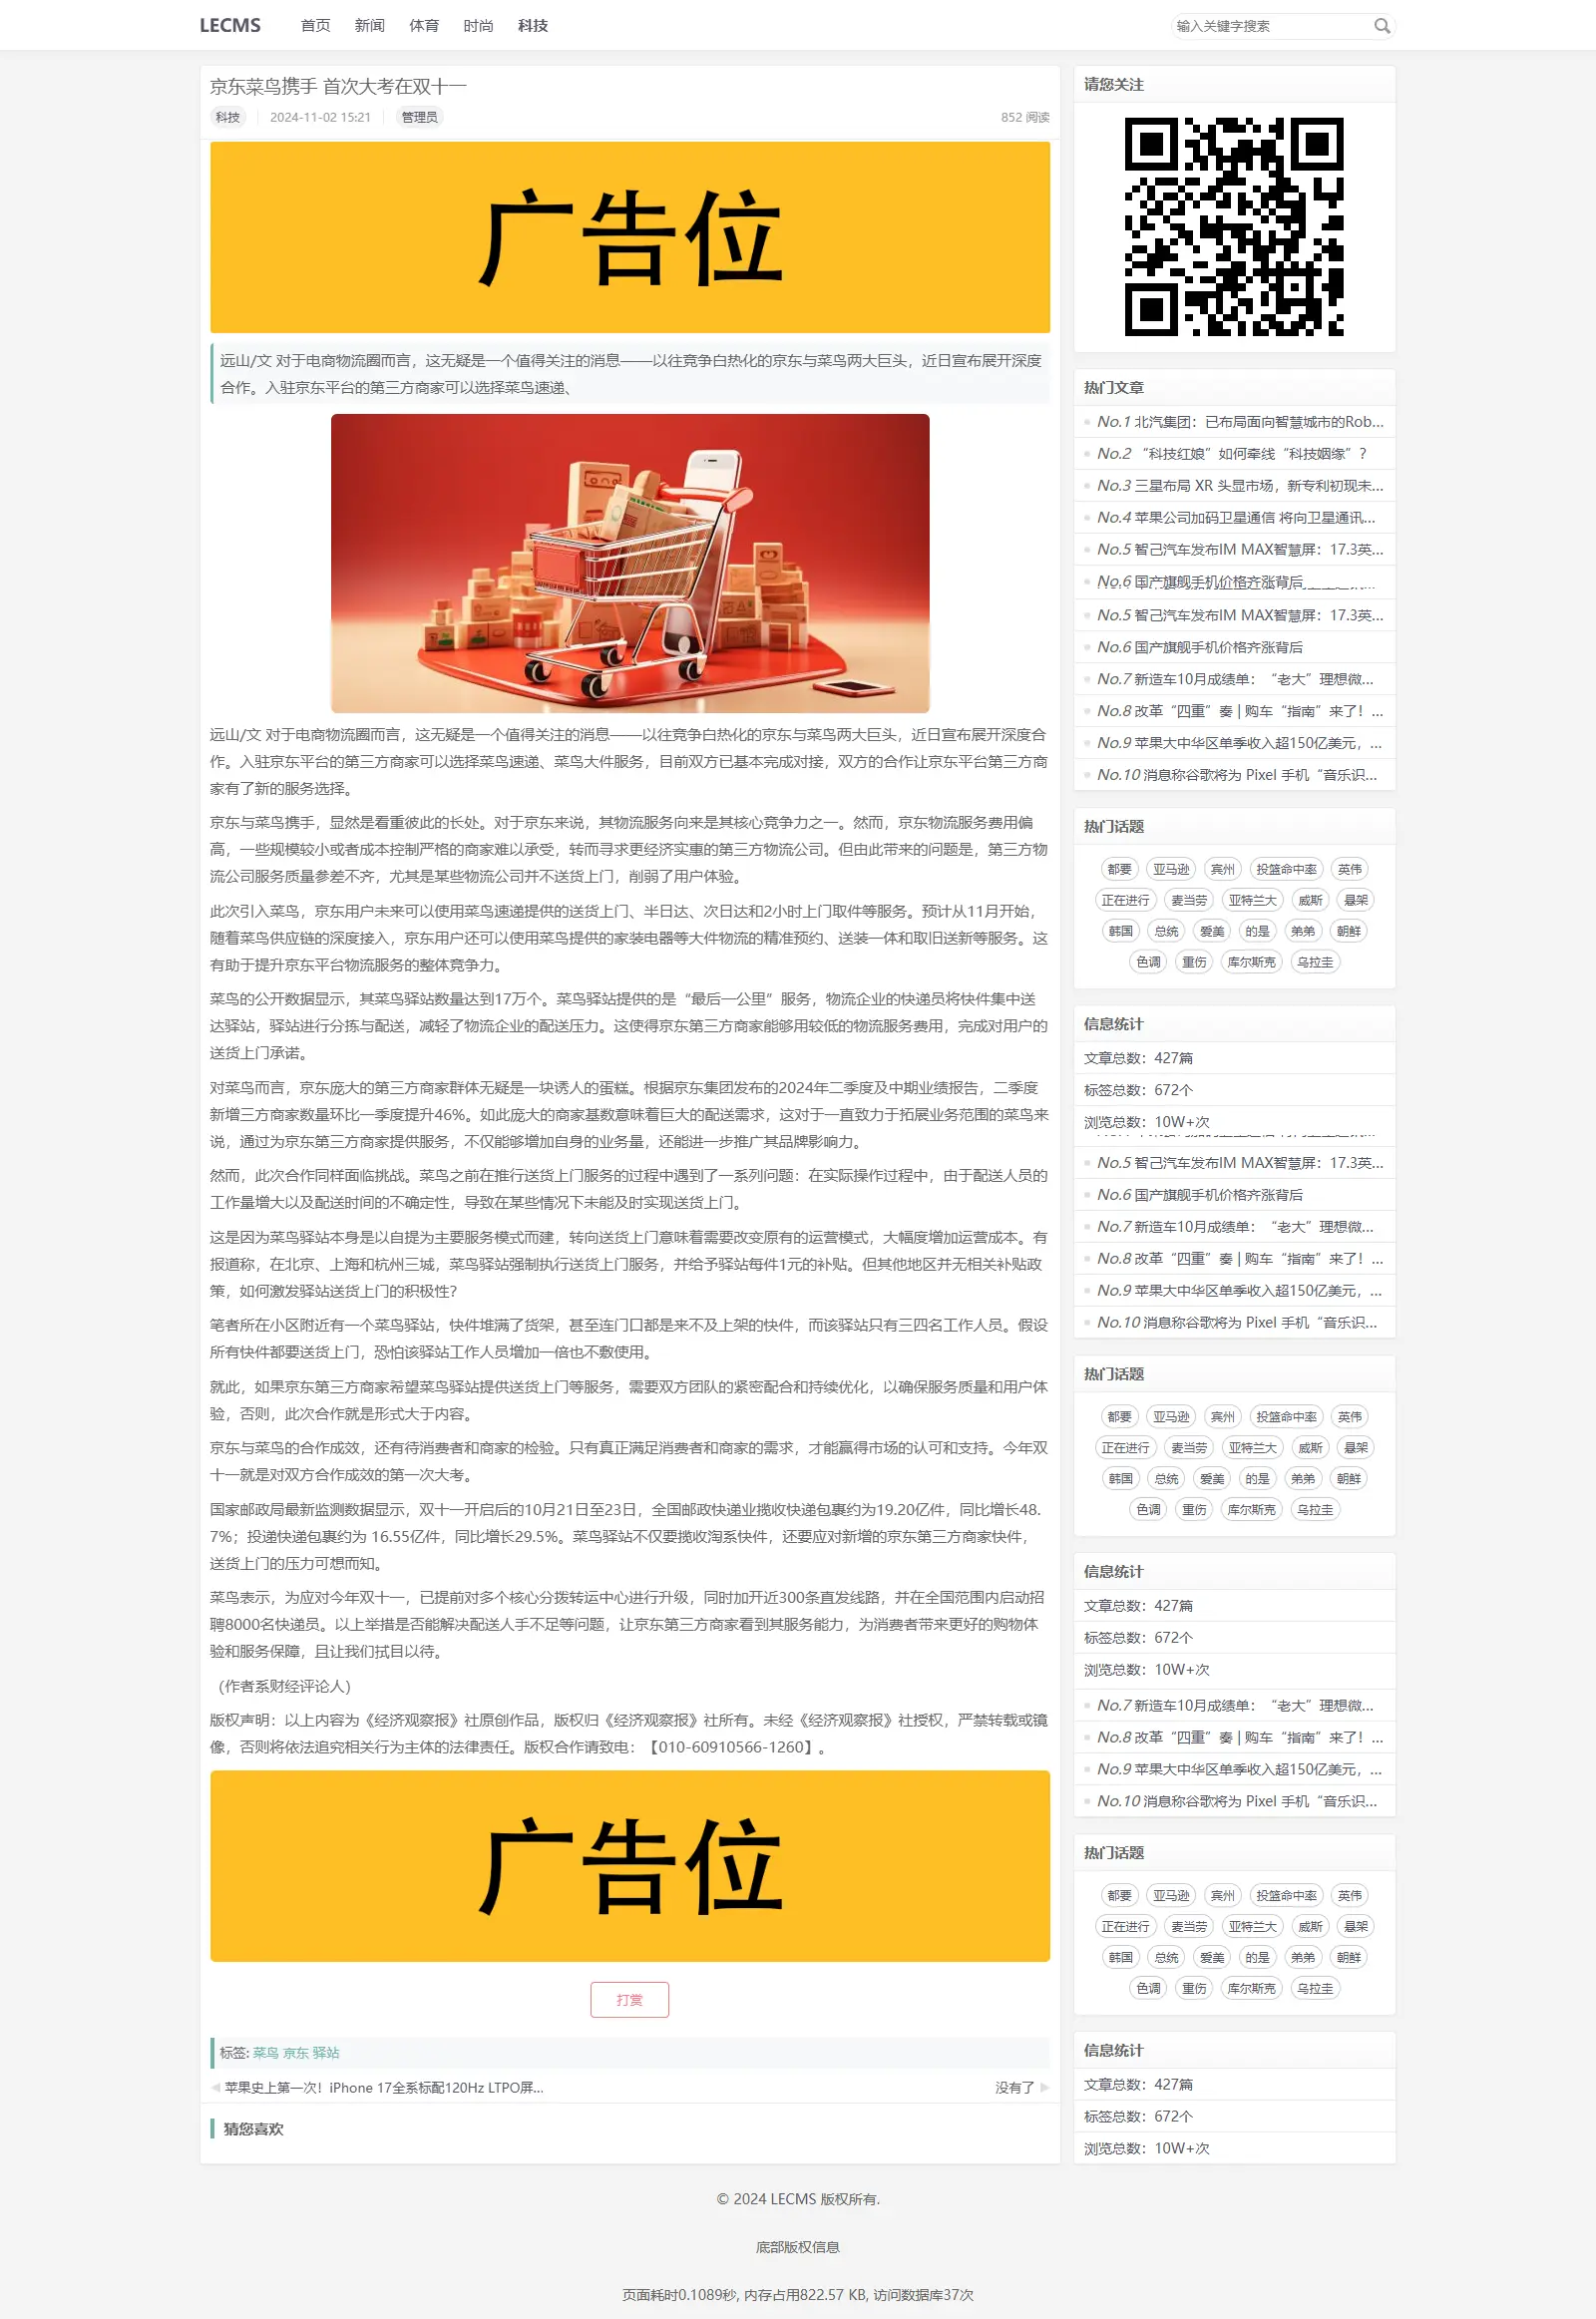 LECMS 首页 新闻 体育 时尚 科技 输入关键字搜索
京东菜鸟携手 首次大考在双十一
科技 2024-11-02 15:21 管理员 852 阅读
广告位
远山/文 对于电商物流圈而言，这无疑是一个值得关注的消息——以往竞争白热化的京东与菜鸟两大巨头，近日宣布展开深度
合作。入驻京东平台的第三方商家可以选择菜鸟速递、
远山/文 对于电商物流圈而言，这无疑是一个值得关注的消息——以往竞争白热化的京东与菜鸟两大巨头，近日宣布展开深度合
作。入驻京东平台的第三方商家可以选择菜鸟速递、菜鸟大件服务，目前双方已基本完成对接，双方的合作让京东平台第三方商
家有了新的服务选择。
京东与菜鸟携手，显然是看重彼此的长处。对于京东来说，其物流服务向来是其核心竞争力之一。然而，京东物流服务费用偏
高，一些规模较小或者成本控制严格的商家难以承受，转而寻求更经济实惠的第三方物流公司。但由此带来的问题是，第三方物
流公司服务质量参差不齐，尤其是某些物流公司并不送货上门，削弱了用户体验。
此次引入菜鸟，京东用户未来可以使用菜鸟速递提供的送货上门、半日达、次日达和2小时上门取件等服务。预计从11月开始，
随着菜鸟供应链的深度接入，京东用户还可以使用菜鸟提供的家装电器等大件物流的精准预约、送装一体和取旧送新等服务。这
有助于提升京东平台物流服务的整体竞争力。
菜鸟的公开数据显示，其菜鸟驿站数量达到17万个。菜鸟驿站提供的是“最后一公里”服务，物流企业的快递员将快件集中送
达驿站，驿站进行分拣与配送，减轻了物流企业的配送压力。这使得京东第三方商家能够用较低的物流服务费用，完成对用户的
送货上门承诺。
对菜鸟而言，京东庞大的第三方商家群体无疑是一块诱人的蛋糕。根据京东集团发布的2024年二季度及中期业绩报告，二季度
新增三方商家数量环比一季度提升46%。如此庞大的商家基数意味着巨大的配送需求，这对于一直致力于拓展业务范围的菜鸟来
说，通过为京东第三方商家提供服务，不仅能够增加自身的业务量，还能进一步推广其品牌影响力。
然而，此次合作同样面临挑战。菜鸟之前在推行送货上门服务的过程中遇到了一系列问题：在实际操作过程中，由于配送人员的
工作量增大以及配送时间的不确定性，导致在某些情况下未能及时实现送货上门。
这是因为菜鸟驿站本身是以自提为主要服务模式而建，转向送货上门意味着需要改变原有的运营模式，大幅度增加运营成本。有
报道称，在北京、上海和杭州三城，菜鸟驿站强制执行送货上门服务，并给予驿站每件1元的补贴。但其他地区并无相关补贴政
策，如何激发驿站送货上门的积极性？
笔者所在小区附近有一个菜鸟驿站，快件堆满了货架，甚至连门口都是来不及上架的快件，而该驿站只有三四名工作人员。假设
所有快件都要送货上门，恐怕该驿站工作人员增加一倍也不敷使用。
就此，如果京东第三方商家希望菜鸟驿站提供送货上门等服务，需要双方团队的紧密配合和持续优化，以确保服务质量和用户体
验，否则，此次合作就是形式大于内容。
京东与菜鸟的合作成效，还有待消费者和商家的检验。只有真正满足消费者和商家的需求，才能赢得市场的认可和支持。今年双
十一就是对双方合作成效的第一次大考。
国家邮政局最新监测数据显示，双十一开启后的10月21日至23日，全国邮政快递业揽收快递包裹约为19.20亿件，同比增长48.
7%；投递快递包裹约为 16.55亿件，同比增长29.5%。菜鸟驿站不仅要揽收淘系快件，还要应对新增的京东第三方商家快件，
送货上门的压力可想而知。
菜鸟表示，为应对今年双十一，已提前对多个核心分拨转运中心进行升级，同时加开近300条直发线路，并在全国范围内启动招
聘8000名快递员。以上举措是否能解决配送人手不足等问题，让京东第三方商家看到其服务能力，为消费者带来更好的购物体
验和服务保障，且让我们拭目以待。
（作者系财经评论人）
版权声明：以上内容为《经济观察报》社原创作品，版权归《经济观察报》社所有。未经《经济观察报》社授权，严禁转载或镜
像，否则将依法追究相关行为主体的法律责任。版权合作请致电：【010-60910566-1260】。
广告位
打赏
标签: 菜鸟 京东 驿站
苹果史上第一次！iPhone 17全系标配120Hz LTPO屏... 没有了
猜您喜欢
请您关注
热门文章
No.1 北汽集团：已布局面向智慧城市的Rob...
No.2 “科技红娘”如何牵线“科技姻缘”？
No.3 三星布局 XR 头显市场，新专利初现未...
No.4 苹果公司加码卫星通信 将向卫星通讯...
No.5 智己汽车发布IM MAX智慧屏：17.3英...
No.6 国产旗舰手机价格齐涨背后
No.5 智己汽车发布IM MAX智慧屏：17.3英...
No.6 国产旗舰手机价格齐涨背后
No.7 新造车10月成绩单：“老大”理想微...
No.8 改革“四重”奏 | 购车“指南”来了！...
No.9 苹果大中华区单季收入超150亿美元，...
No.10 消息称谷歌将为 Pixel 手机“音乐识...
热门话题
都要 亚马逊 宾州 投篮命中率 英伟
正在进行 麦当劳 亚特兰大 威斯 悬架
韩国 总统 爱美 的是 弟弟 朝鲜
色调 重伤 库尔斯克 乌拉圭
信息统计
文章总数：427篇
标签总数：672个
浏览总数：10W+次
No.5 智己汽车发布IM MAX智慧屏：17.3英...
No.6 国产旗舰手机价格齐涨背后
No.7 新造车10月成绩单：“老大”理想微...
No.8 改革“四重”奏 | 购车“指南”来了！...
No.9 苹果大中华区单季收入超150亿美元，...
No.10 消息称谷歌将为 Pixel 手机“音乐识...
热门话题
都要 亚马逊 宾州 投篮命中率 英伟
正在进行 麦当劳 亚特兰大 威斯 悬架
韩国 总统 爱美 的是 弟弟 朝鲜
色调 重伤 库尔斯克 乌拉圭
信息统计
文章总数：427篇
标签总数：672个
浏览总数：10W+次
No.7 新造车10月成绩单：“老大”理想微...
No.8 改革“四重”奏 | 购车“指南”来了！...
No.9 苹果大中华区单季收入超150亿美元，...
No.10 消息称谷歌将为 Pixel 手机“音乐识...
热门话题
都要 亚马逊 宾州 投篮命中率 英伟
正在进行 麦当劳 亚特兰大 威斯 悬架
韩国 总统 爱美 的是 弟弟 朝鲜
色调 重伤 库尔斯克 乌拉圭
信息统计
文章总数：427篇
标签总数：672个
浏览总数：10W+次
© 2024 LECMS 版权所有.
底部版权信息
页面耗时0.1089秒, 内存占用822.57 KB, 访问数据库37次